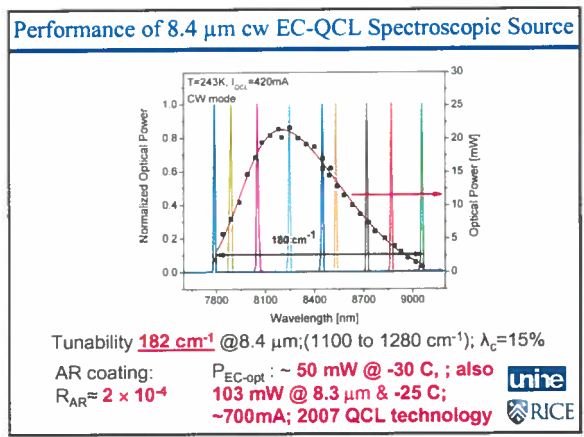 Performance of 8.4 µm cw EC-QCL Spectroscopic Source
T=243K, I_QCL=420mA
CW mode
Normalized Optical Power
1.0
0.8
0.6
0.4
0.2
0.0
30
25
20
15
10
5
0
Optical Power [mW]
180 cm⁻¹
7800 8100 8400 8700 9000
Wavelength [nm]
Tunability 182 cm⁻¹ @8.4 µm;(1100 to 1280 cm⁻¹); λc=15%
AR coating: P_EC-opt : ~ 50 mW @ -30 C, ; also
R_AR= 2 × 10⁻⁴ 103 mW @ 8.3 µm & -25 C;
~700mA; 2007 QCL technology
unine
RICE